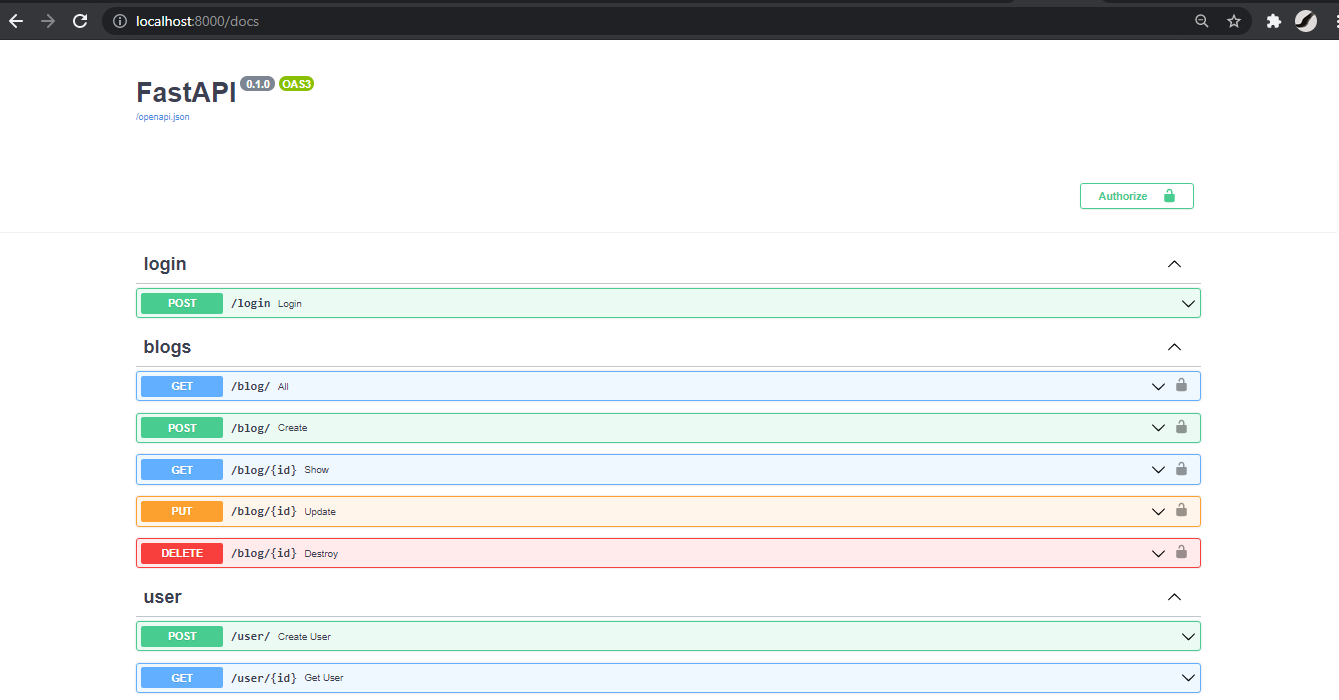 localhost:8000/docs
FastAPI 0.1.0 OAS3
/openapi.json
Authorize
login
POST /login Login
blogs
GET /blog/ All
POST /blog/ Create
GET /blog/{id} Show
PUT /blog/{id} Update
DELETE /blog/{id} Destroy
user
POST /user/ Create User
GET /user/{id} Get User